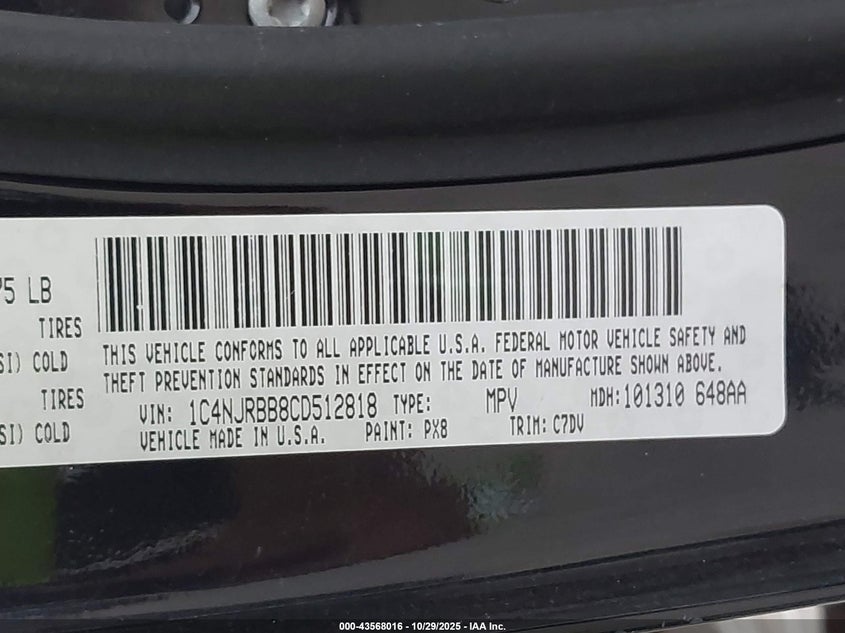 75 LB
TIRES
SI) COLD
TIRES
SI) COLD
THIS VEHICLE CONFORMS TO ALL APPLICABLE U.S.A. FEDERAL MOTOR VEHICLE SAFETY AND
THEFT PREVENTION STANDARDS IN EFFECT ON THE DATE OF MANUFACTURE SHOWN ABOVE.
VIN: 1C4NJRBB8CD512818 TYPE: MPV MDH:101310 648AA
VEHICLE MADE IN U.S.A. PAINT: PX8 TRIM: C7DV
000-43568016 - 10/29/2025 - IAA Inc.